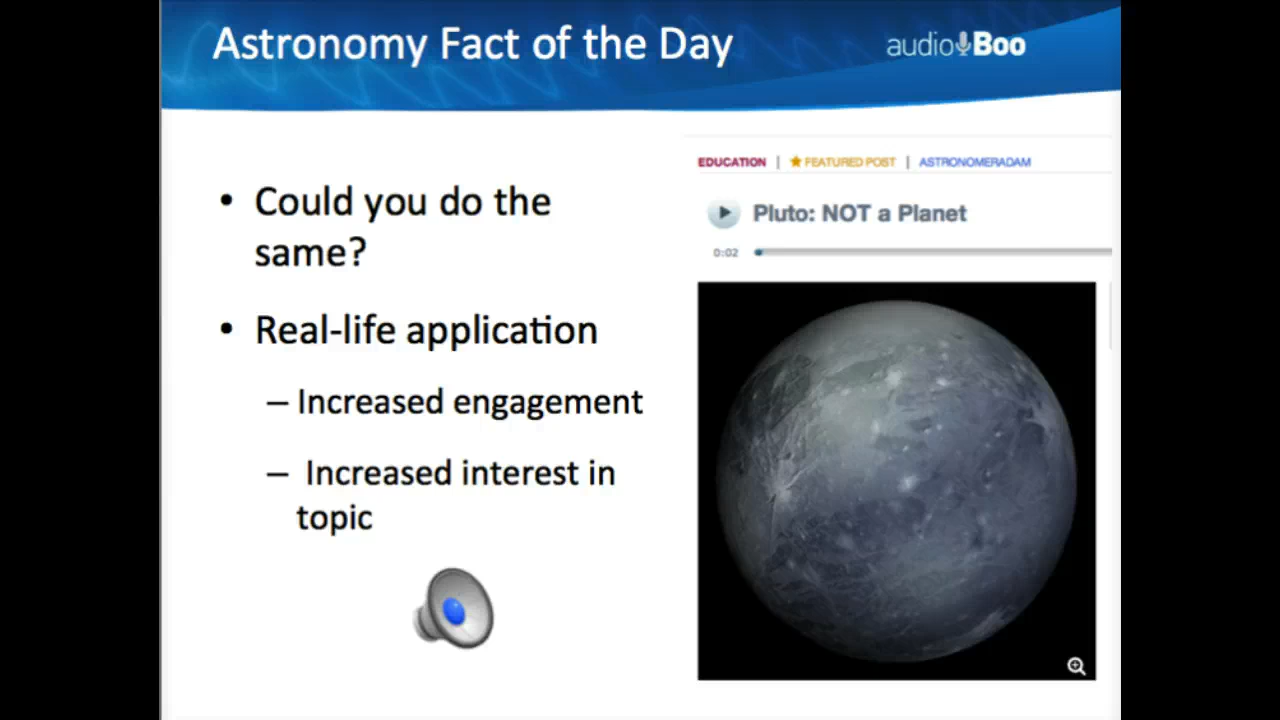 Astronomy Fact of the Day
audioBoo
• Could you do the
same?
• Real-life application
– Increased engagement
– Increased interest in
topic
EDUCATION | FEATURED POST | ASTRONOMERADAM
Pluto: NOT a Planet
0:02